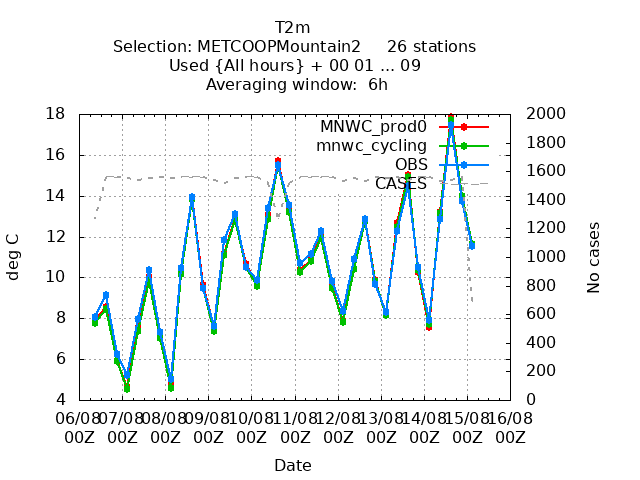 T2m
Selection: METCOOPMountain2     26 stations
Used {All hours} + 00 01 ... 09
Averaging window:  6h
18 2000
MNWC_prod0
1800
mnwc_cycling
16
OBS
1600
CASES
14 1400
1200
12
1000
10
800
8
600
6 400
200
4 0
deg C
No cases
06/08 07/08 08/08 09/08 10/08 11/08 12/08 13/08 14/08 15/08 16/08
00Z 00Z 00Z 00Z 00Z 00Z 00Z 00Z 00Z 00Z 00Z
Date